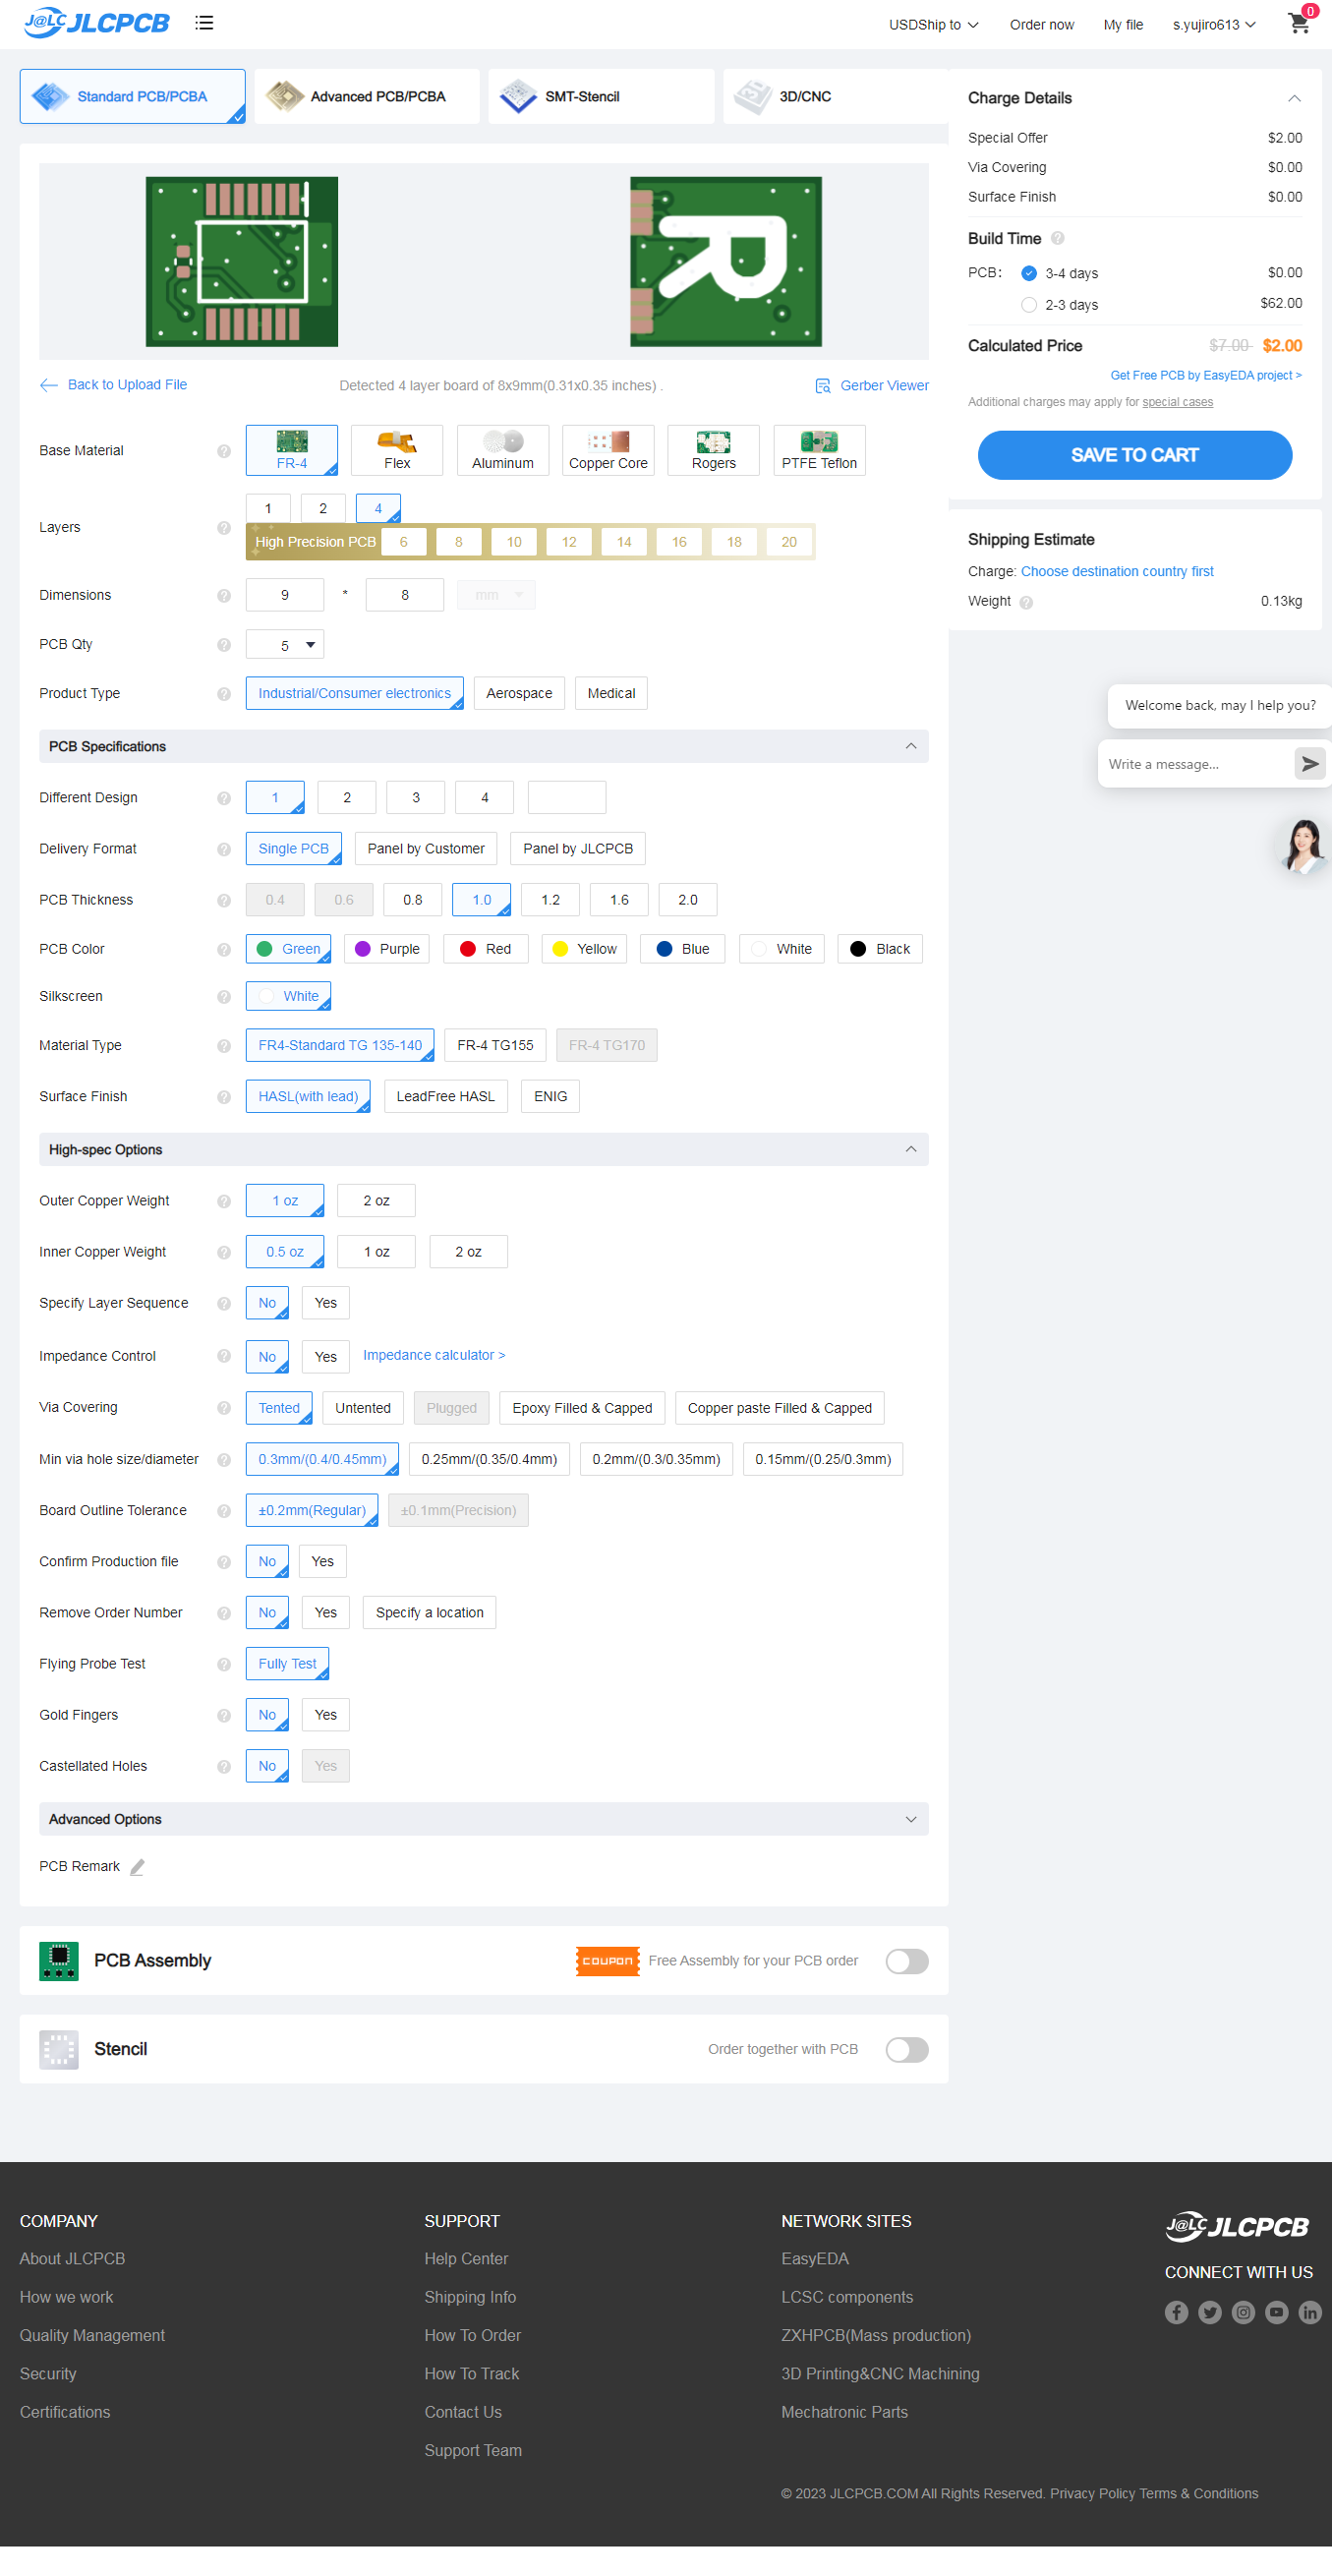 J@LC JLCPCB
USD Ship to
Order now
My file
s.yujiro613
0
Standard PCB/PCBA
Advanced PCB/PCBA
SMT-Stencil
3D/CNC
R
Back to Upload File
Detected 4 layer board of 8x9mm(0.31x0.35 inches) .
Gerber Viewer
Base Material
FR-4
Flex
Aluminum
Copper Core
Rogers
PTFE Teflon
Layers
1 2 4
High Precision PCB 6 8 10 12 14 16 18 20
Dimensions
9 * 8 mm
PCB Qty
5
Product Type
Industrial/Consumer electronics
Aerospace
Medical
PCB Specifications
Different Design
1 2 3 4
Delivery Format
Single PCB
Panel by Customer
Panel by JLCPCB
PCB Thickness
0.4 0.6 0.8 1.0 1.2 1.6 2.0
PCB Color
Green Purple Red Yellow Blue White Black
Silkscreen
White
Material Type
FR4-Standard TG 135-140
FR-4 TG155
FR-4 TG170
Surface Finish
HASL(with lead)
LeadFree HASL
ENIG
High-spec Options
Outer Copper Weight
1 oz 2 oz
Inner Copper Weight
0.5 oz 1 oz 2 oz
Specify Layer Sequence
No Yes
Impedance Control
No Yes Impedance calculator >
Via Covering
Tented
Untented
Plugged
Epoxy Filled & Capped
Copper paste Filled & Capped
Min via hole size/diameter
0.3mm/(0.4/0.45mm)
0.25mm/(0.35/0.4mm)
0.2mm/(0.3/0.35mm)
0.15mm/(0.25/0.3mm)
Board Outline Tolerance
±0.2mm(Regular)
±0.1mm(Precision)
Confirm Production file
No Yes
Remove Order Number
No Yes Specify a location
Flying Probe Test
Fully Test
Gold Fingers
No Yes
Castellated Holes
No Yes
Advanced Options
PCB Remark
PCB Assembly
COUPON
Free Assembly for your PCB order
Stencil
Order together with PCB
Charge Details
Special Offer $2.00
Via Covering $0.00
Surface Finish $0.00
Build Time
PCB: 3-4 days $0.00
2-3 days $62.00
Calculated Price $7.00 $2.00
Get Free PCB by EasyEDA project >
Additional charges may apply for special cases
SAVE TO CART
Shipping Estimate
Charge: Choose destination country first
Weight 0.13kg
Welcome back, may I help you?
Write a message...
COMPANY
About JLCPCB
How we work
Quality Management
Security
Certifications
SUPPORT
Help Center
Shipping Info
How To Order
How To Track
Contact Us
Support Team
NETWORK SITES
EasyEDA
LCSC components
ZXHPCB(Mass production)
3D Printing&CNC Machining
Mechatronic Parts
J@LC JLCPCB
CONNECT WITH US
© 2023 JLCPCB.COM All Rights Reserved. Privacy Policy Terms & Conditions